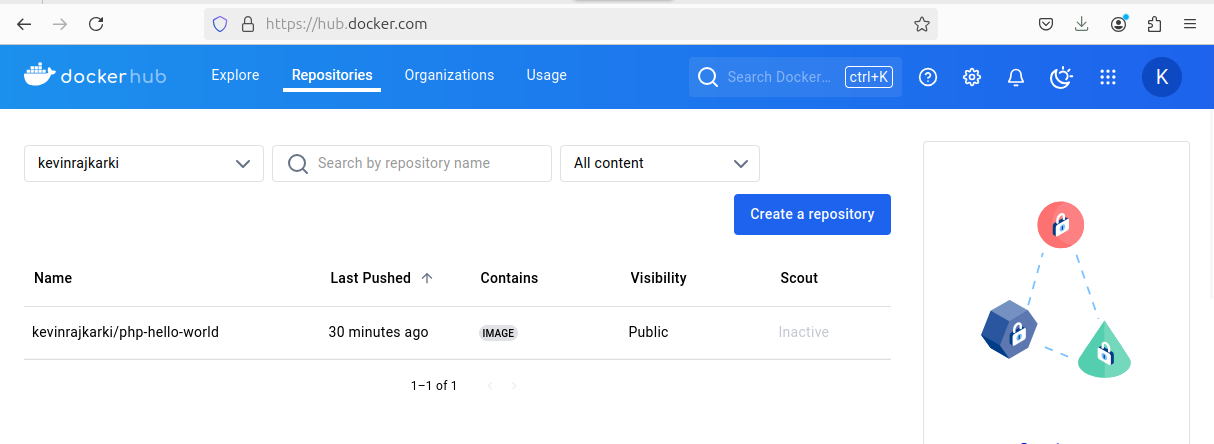 https://hub.docker.com
dockerhub Explore Repositories Organizations Usage Search Docker... ctrl+K K
kevinrajkarki Search by repository name All content
Create a repository
Name Last Pushed Contains Visibility Scout
kevinrajkarki/php-hello-world 30 minutes ago IMAGE Public Inactive
1–1 of 1